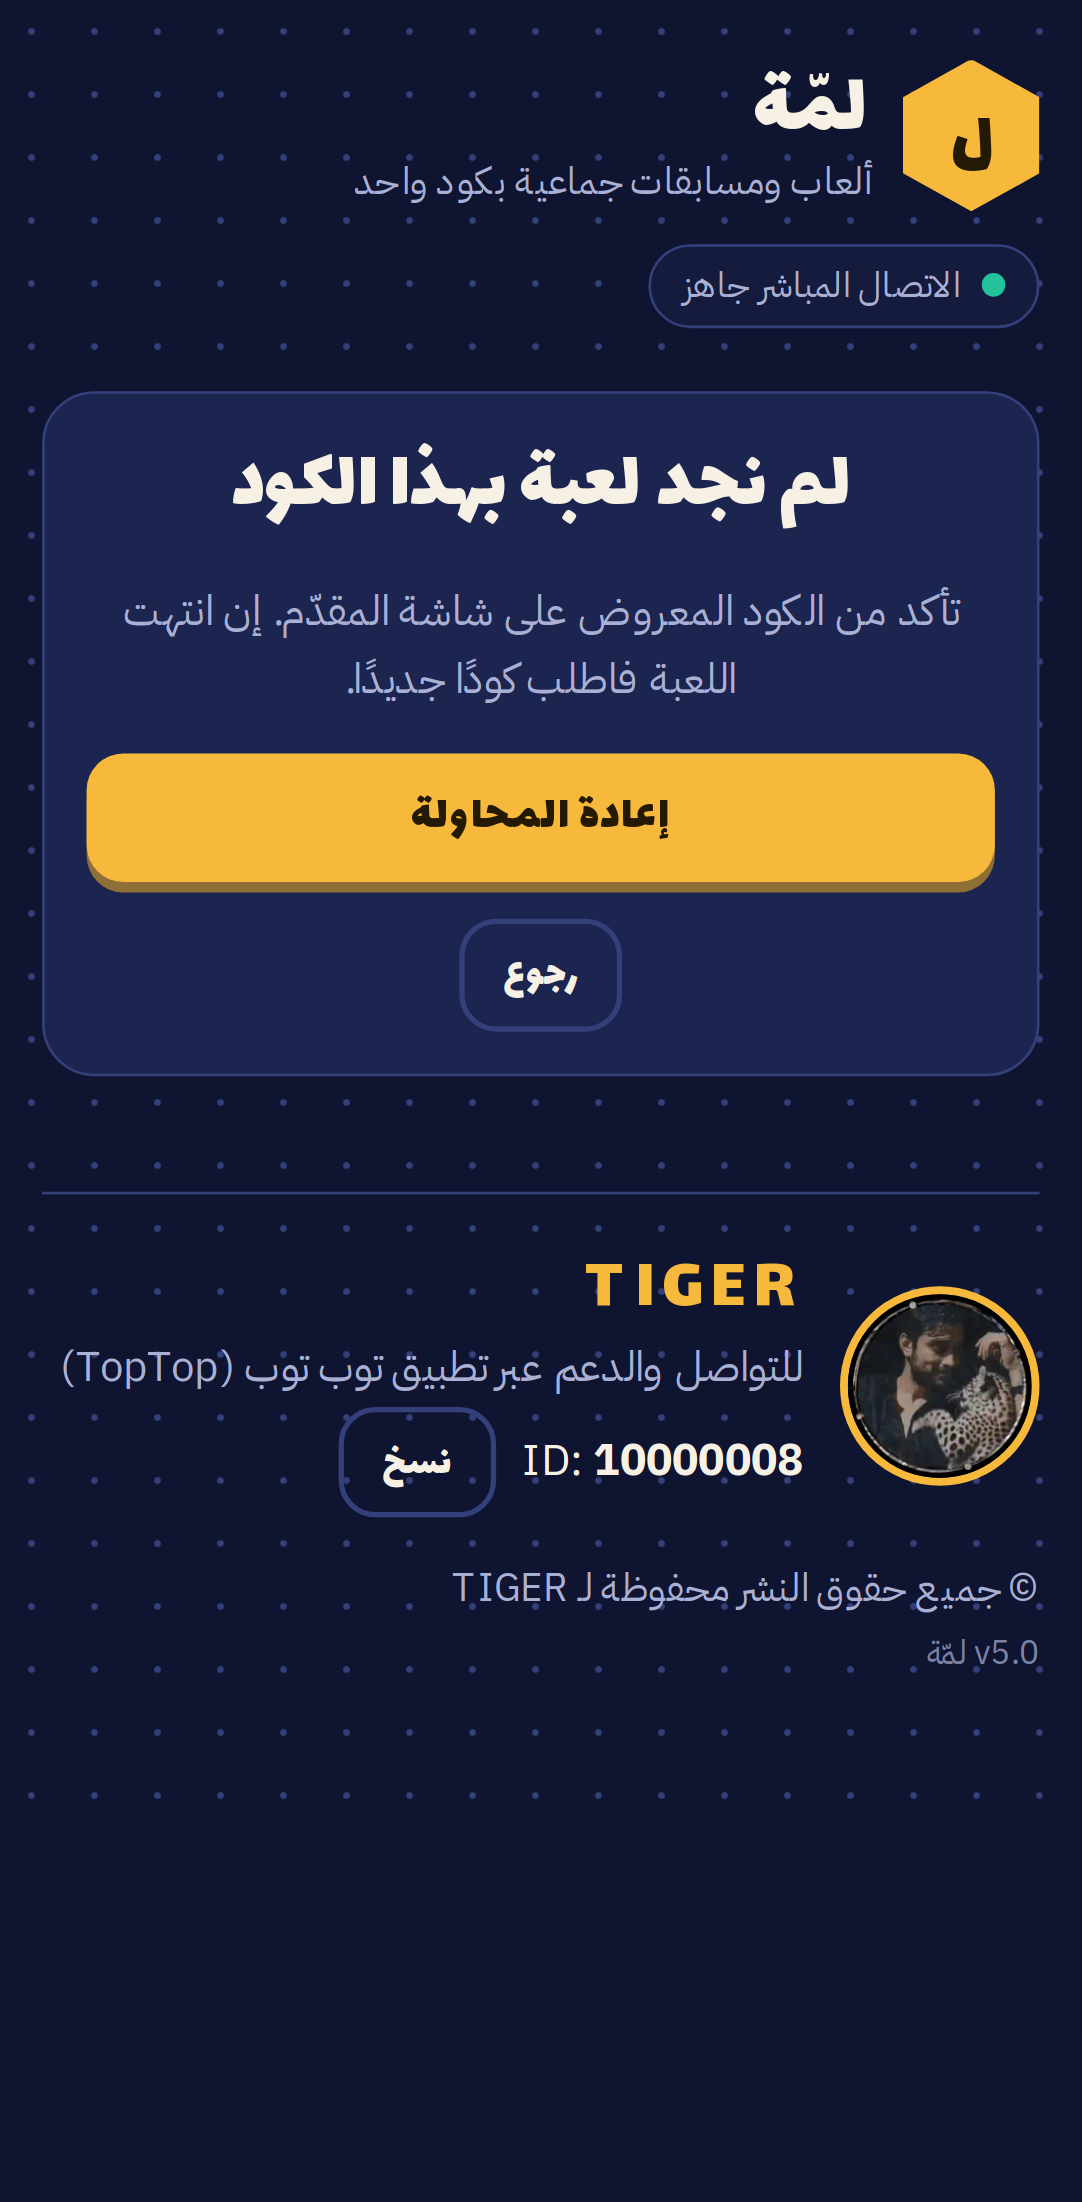 ل
لمّة
ألعاب ومسابقات جماعية بكود واحد
الاتصال المباشر جاهز
لم نجد لعبة بهذا الكود
تأكد من الكود المعروض على شاشة المقدّم. إن انتهت
اللعبة فاطلب كودًا جديدًا.
إعادة المحاولة
رجوع
TIGER
للتواصل والدعم عبر تطبيق توب توب (TopTop)
ID: 10000008
نسخ
© جميع حقوق النشر محفوظة لـ TIGER
v5.0 لمّة